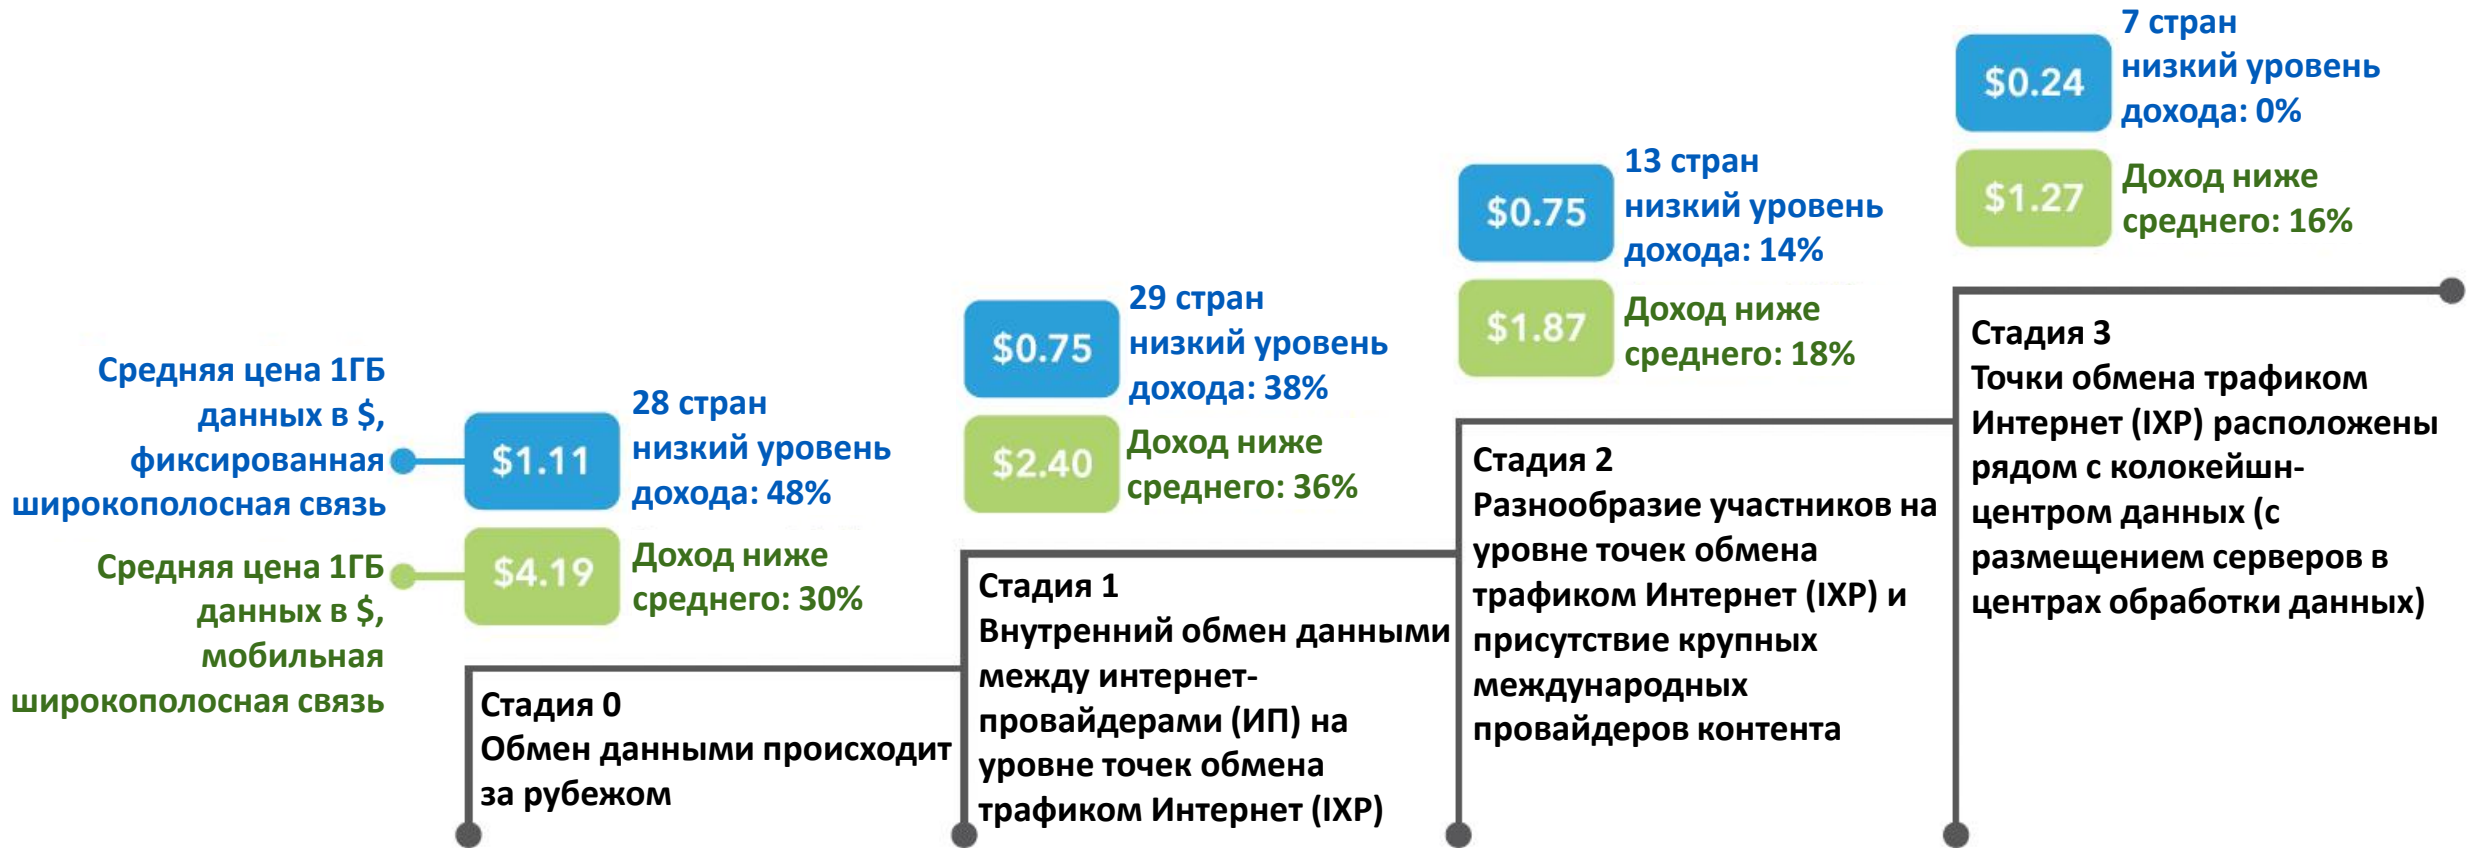 Средняя цена 1ГБ
данных в $,
фиксированная
широкополосная связь
Средняя цена 1ГБ
данных в $,
мобильная
широкополосная связь
$1.11
28 стран
низкий уровень
дохода: 48%
$4.19
Доход ниже
среднего: 30%
Стадия 0
Обмен данными происходит
за рубежом
$0.75
29 стран
низкий уровень
дохода: 38%
$2.40
Доход ниже
среднего: 36%
Стадия 1
Внутренний обмен данными
между интернет-
провайдерами (ИП) на
уровне точек обмена
трафиком Интернет (IXP)
$0.75
13 стран
низкий уровень
дохода: 14%
$1.87
Доход ниже
среднего: 18%
Стадия 2
Разнообразие участников на
уровне точек обмена
трафиком Интернет (IXP) и
присутствие крупных
международных
провайдеров контента
$0.24
7 стран
низкий уровень
дохода: 0%
$1.27
Доход ниже
среднего: 16%
Стадия 3
Точки обмена трафиком
Интернет (IXP) расположены
рядом с колокейшн-
центром данных (с
размещением серверов в
центрах обработки данных)